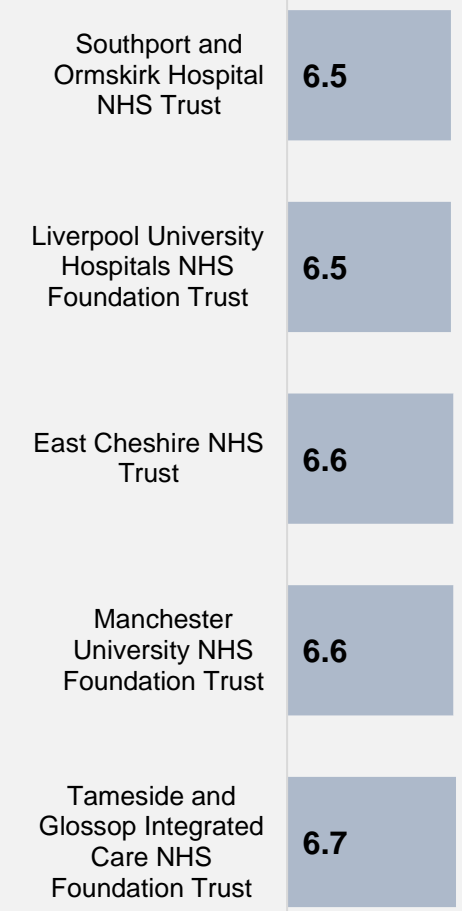 Southport and
Ormskirk Hospital
NHS Trust
6.5
Liverpool University
Hospitals NHS
Foundation Trust
6.5
East Cheshire NHS
Trust
6.6
Manchester
University NHS
Foundation Trust
6.6
Tameside and
Glossop Integrated
Care NHS
Foundation Trust
6.7